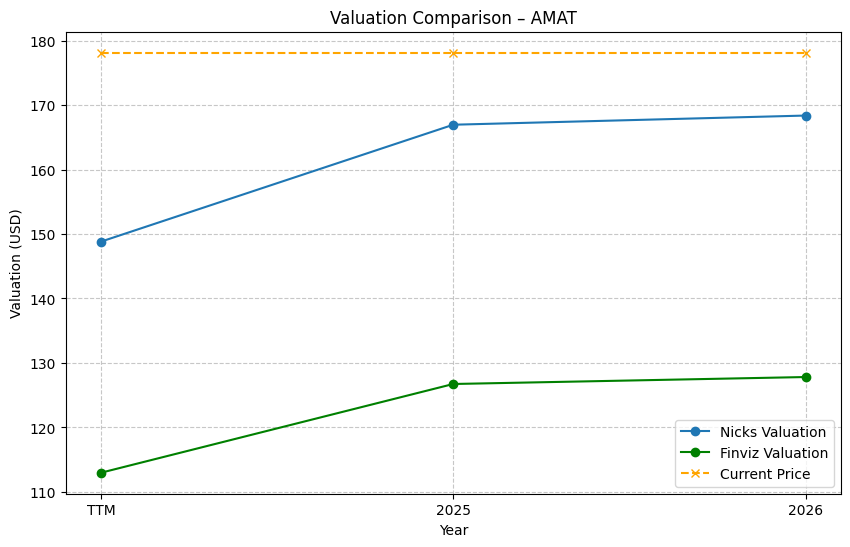 Valuation Comparison – AMAT
Valuation (USD)
180
170
160
150
140
130
120
110
TTM
2025
2026
Year
Nicks Valuation
Finviz Valuation
Current Price